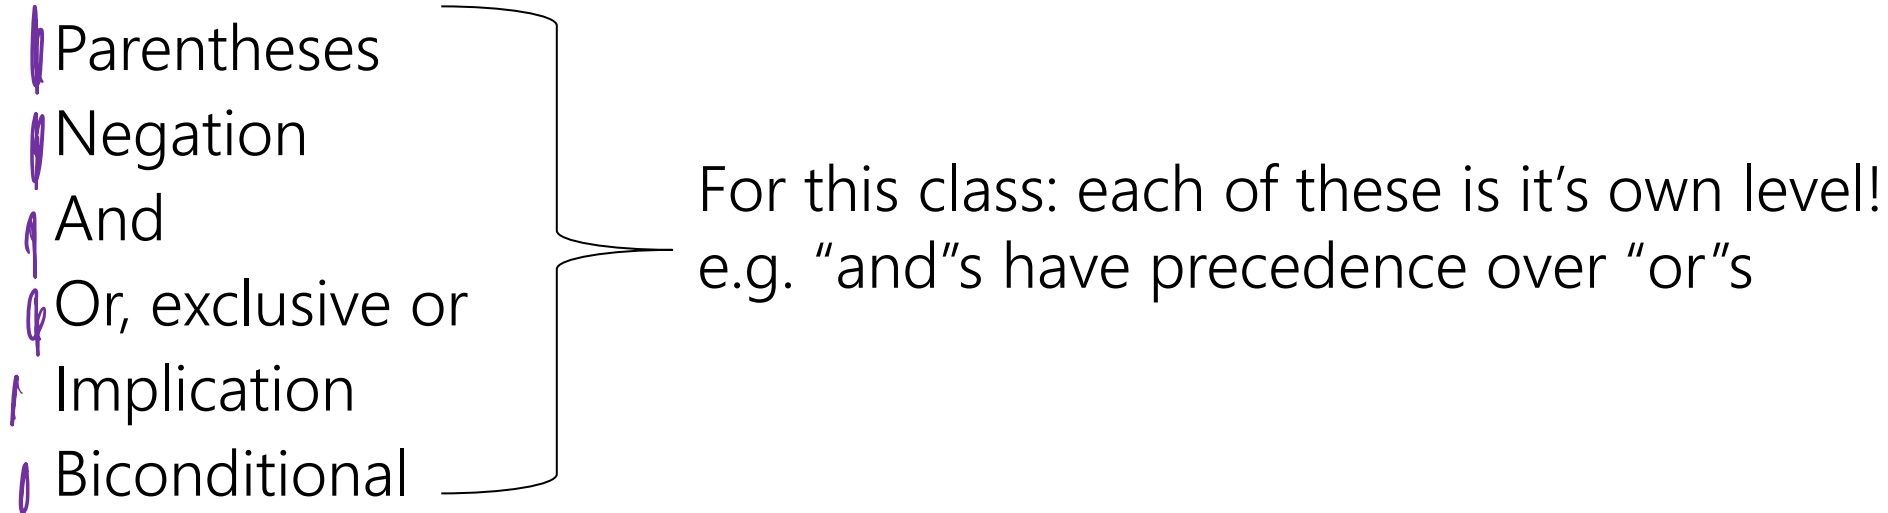 Parentheses
Negation
And
Or, exclusive or
Implication
Biconditional
For this class: each of these is it’s own level!
e.g. “and”s have precedence over “or”s